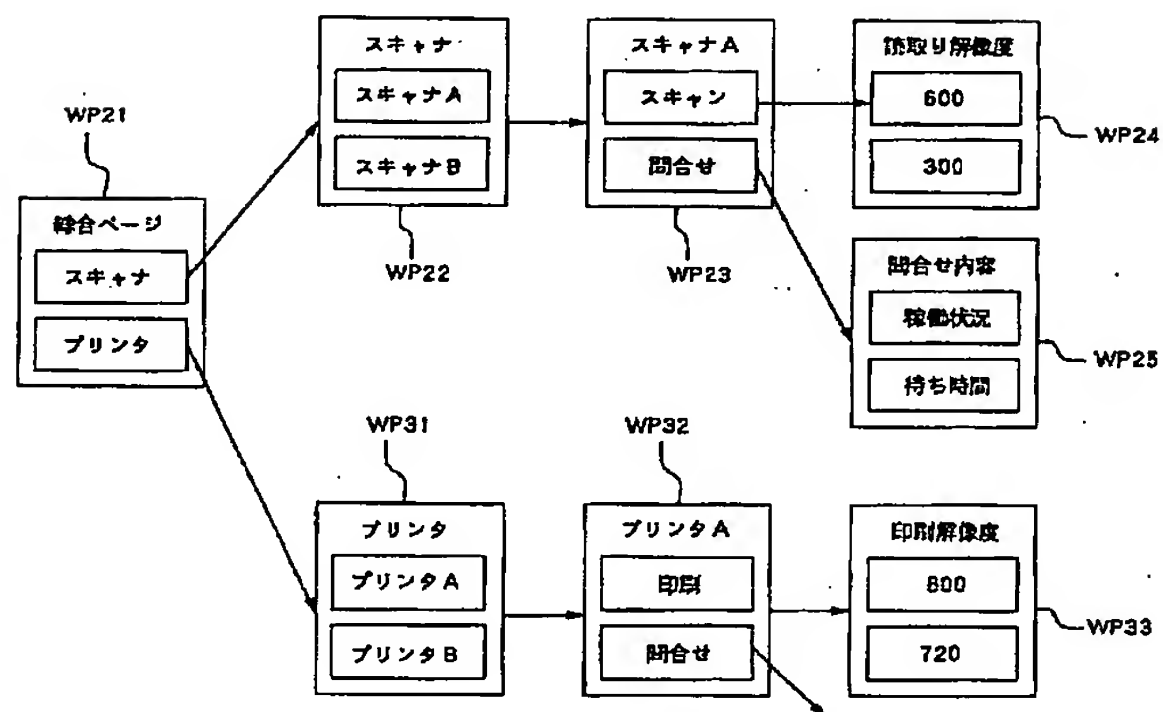 WP21
総合ページ
スキャナ
プリンタ
スキャナ
スキャナA
スキャナB
WP22
スキャナA
スキャン
問合せ
WP23
読取り解像度
600
300
WP24
問合せ内容
稼働状況
待ち時間
WP25
WP31
プリンタ
プリンタA
プリンタB
WP32
プリンタA
印刷
問合せ
印刷解像度
800
720
WP33